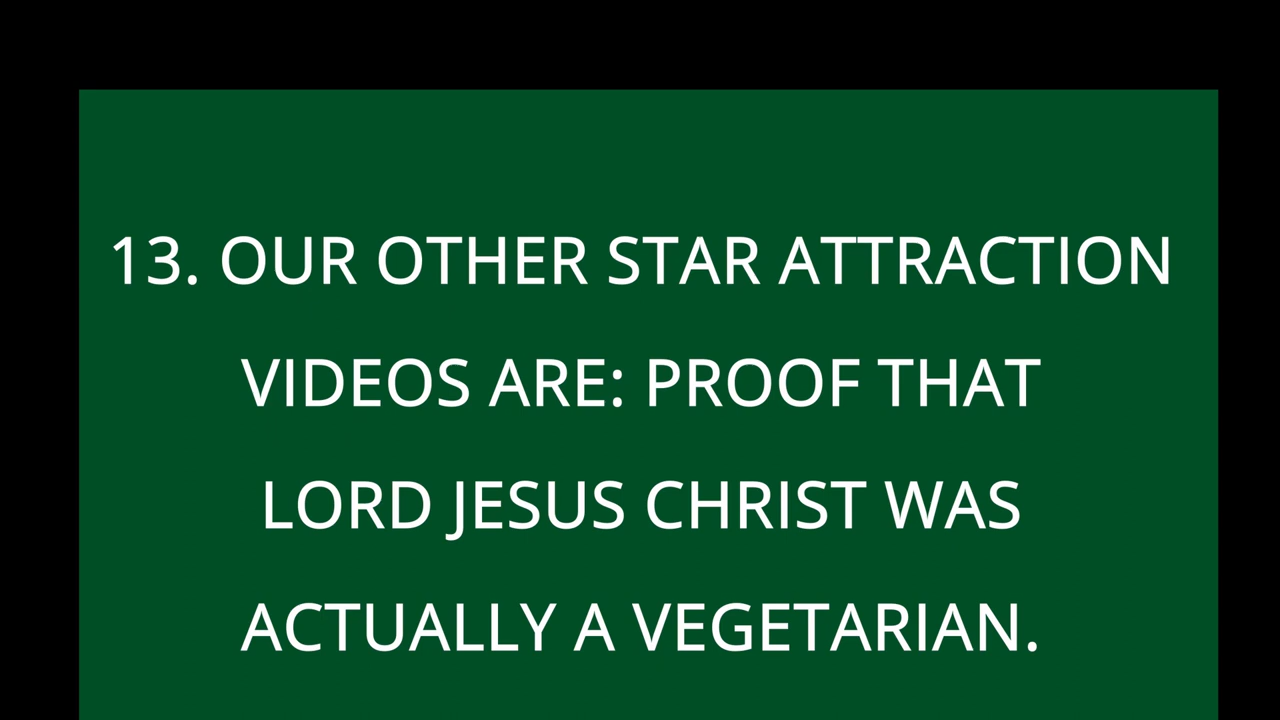 13. OUR OTHER STAR ATTRACTION
VIDEOS ARE: PROOF THAT
LORD JESUS CHRIST WAS
ACTUALLY A VEGETARIAN.